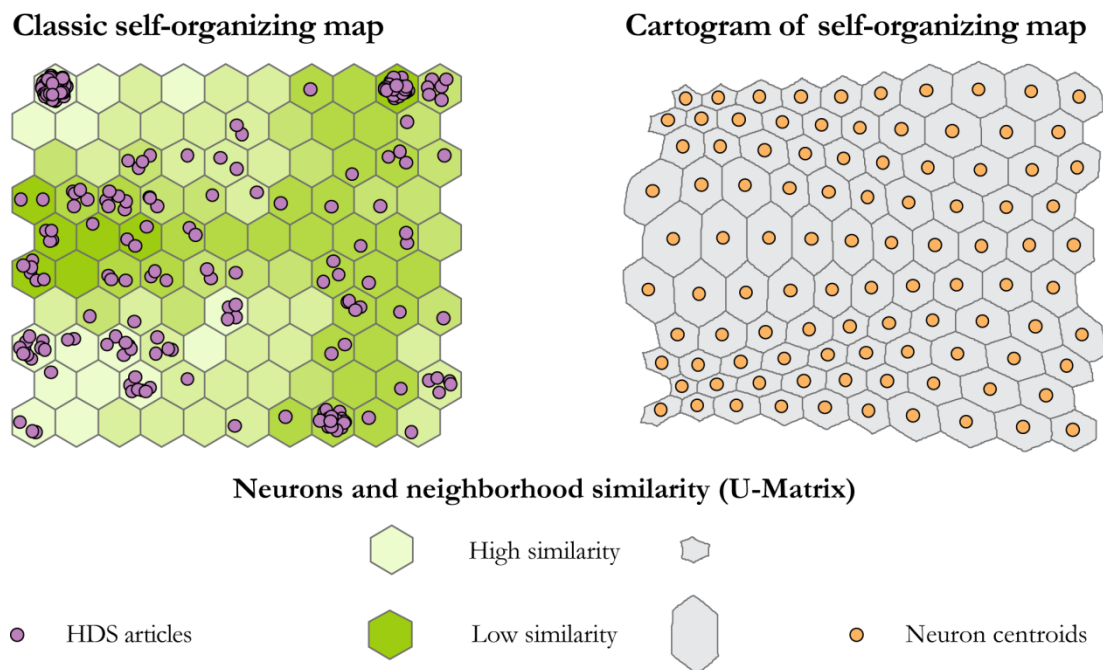 Classic self-organizing map
Cartogram of self-organizing map
Neurons and neighborhood similarity (U-Matrix)
High similarity
HDS articles
Low similarity
Neuron centroids